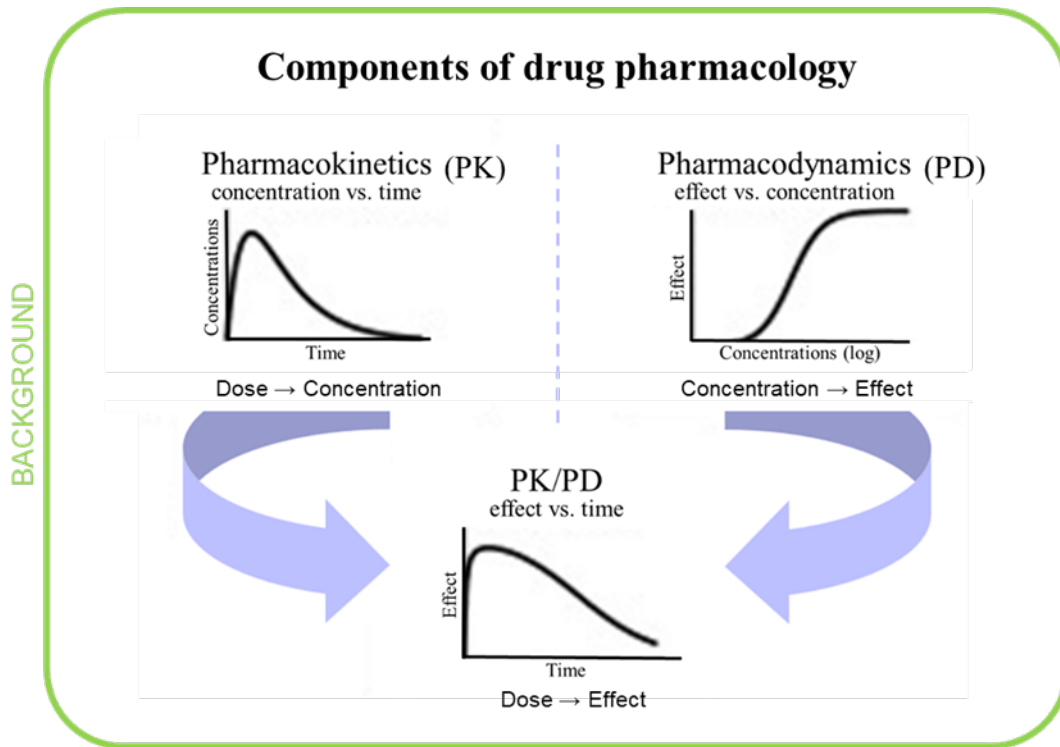 BACKGROUND
Components of drug pharmacology
Pharmacokinetics (PK)
concentration vs. time
Concentrations
Time
Dose → Concentration
Pharmacodynamics (PD)
effect vs. concentration
Effect
Concentrations (log)
Concentration → Effect
PK/PD
effect vs. time
Effect
Time
Dose → Effect